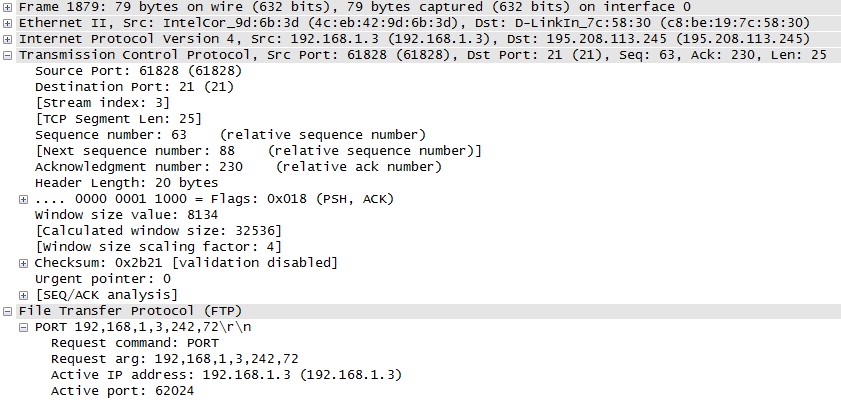 Frame 1879: 79 bytes on wire (632 bits), 79 bytes captured (632 bits) on interface 0
Ethernet II, Src: IntelCor_9d:6b:3d (4c:eb:42:9d:6b:3d), Dst: D-LinkIn_7c:58:30 (c8:be:19:7c:58:30)
Internet Protocol Version 4, Src: 192.168.1.3 (192.168.1.3), Dst: 195.208.113.245 (195.208.113.245)
Transmission Control Protocol, Src Port: 61828 (61828), Dst Port: 21 (21), Seq: 63, Ack: 230, Len: 25
Source Port: 61828 (61828)
Destination Port: 21 (21)
[Stream index: 3]
[TCP Segment Len: 25]
Sequence number: 63    (relative sequence number)
[Next sequence number: 88    (relative sequence number)]
Acknowledgment number: 230    (relative ack number)
Header Length: 20 bytes
.... 0000 0001 1000 = Flags: 0x018 (PSH, ACK)
Window size value: 8134
[Calculated window size: 32536]
[Window size scaling factor: 4]
Checksum: 0x2b21 [validation disabled]
Urgent pointer: 0
[SEQ/ACK analysis]
File Transfer Protocol (FTP)
PORT 192,168,1,3,242,72\r\n
Request command: PORT
Request arg: 192,168,1,3,242,72
Active IP address: 192.168.1.3 (192.168.1.3)
Active port: 62024